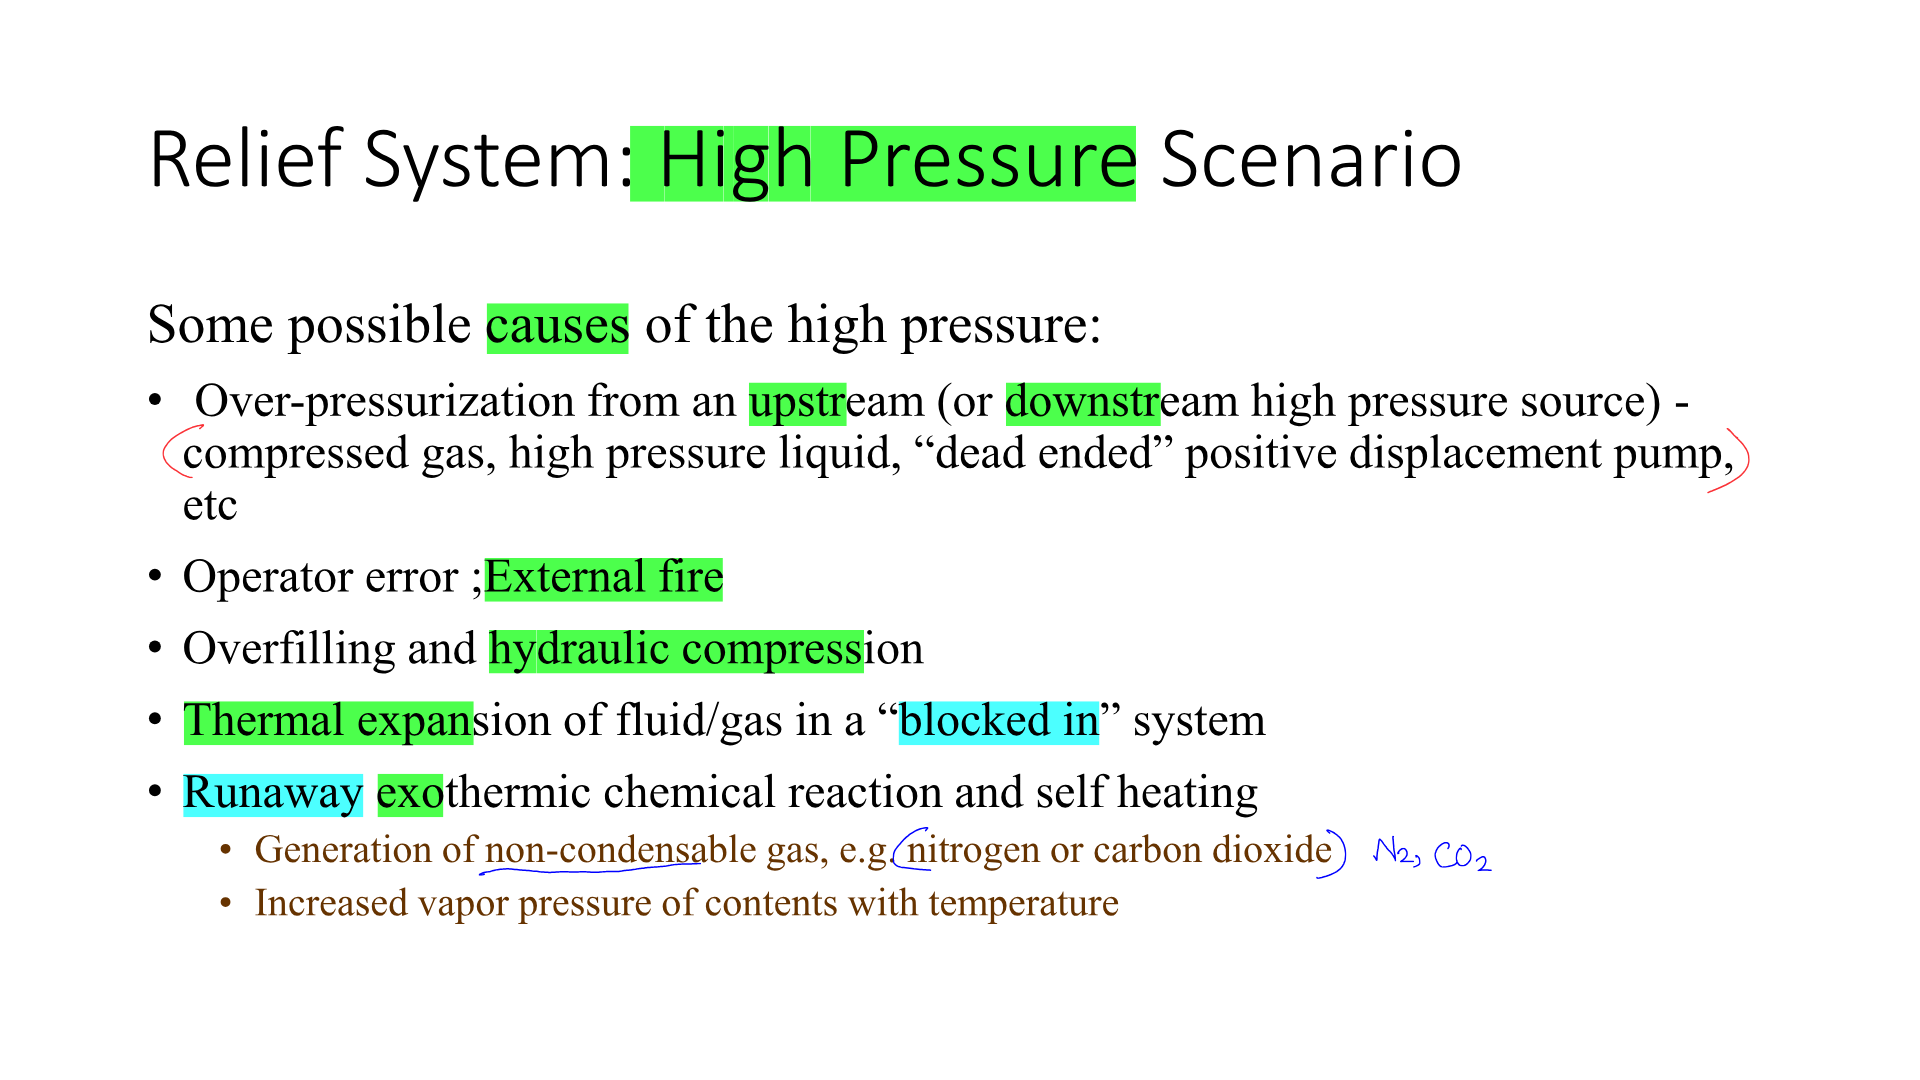 Relief System: High Pressure Scenario
Some possible causes of the high pressure:
• Over-pressurization from an upstream (or downstream high pressure source) -
compressed gas, high pressure liquid, “dead ended” positive displacement pump,
etc
• Operator error ;External fire
• Overfilling and hydraulic compression
• Thermal expansion of fluid/gas in a “blocked in” system
• Runaway exothermic chemical reaction and self heating
• Generation of non-condensable gas, e.g. nitrogen or carbon dioxide N2, CO2
• Increased vapor pressure of contents with temperature